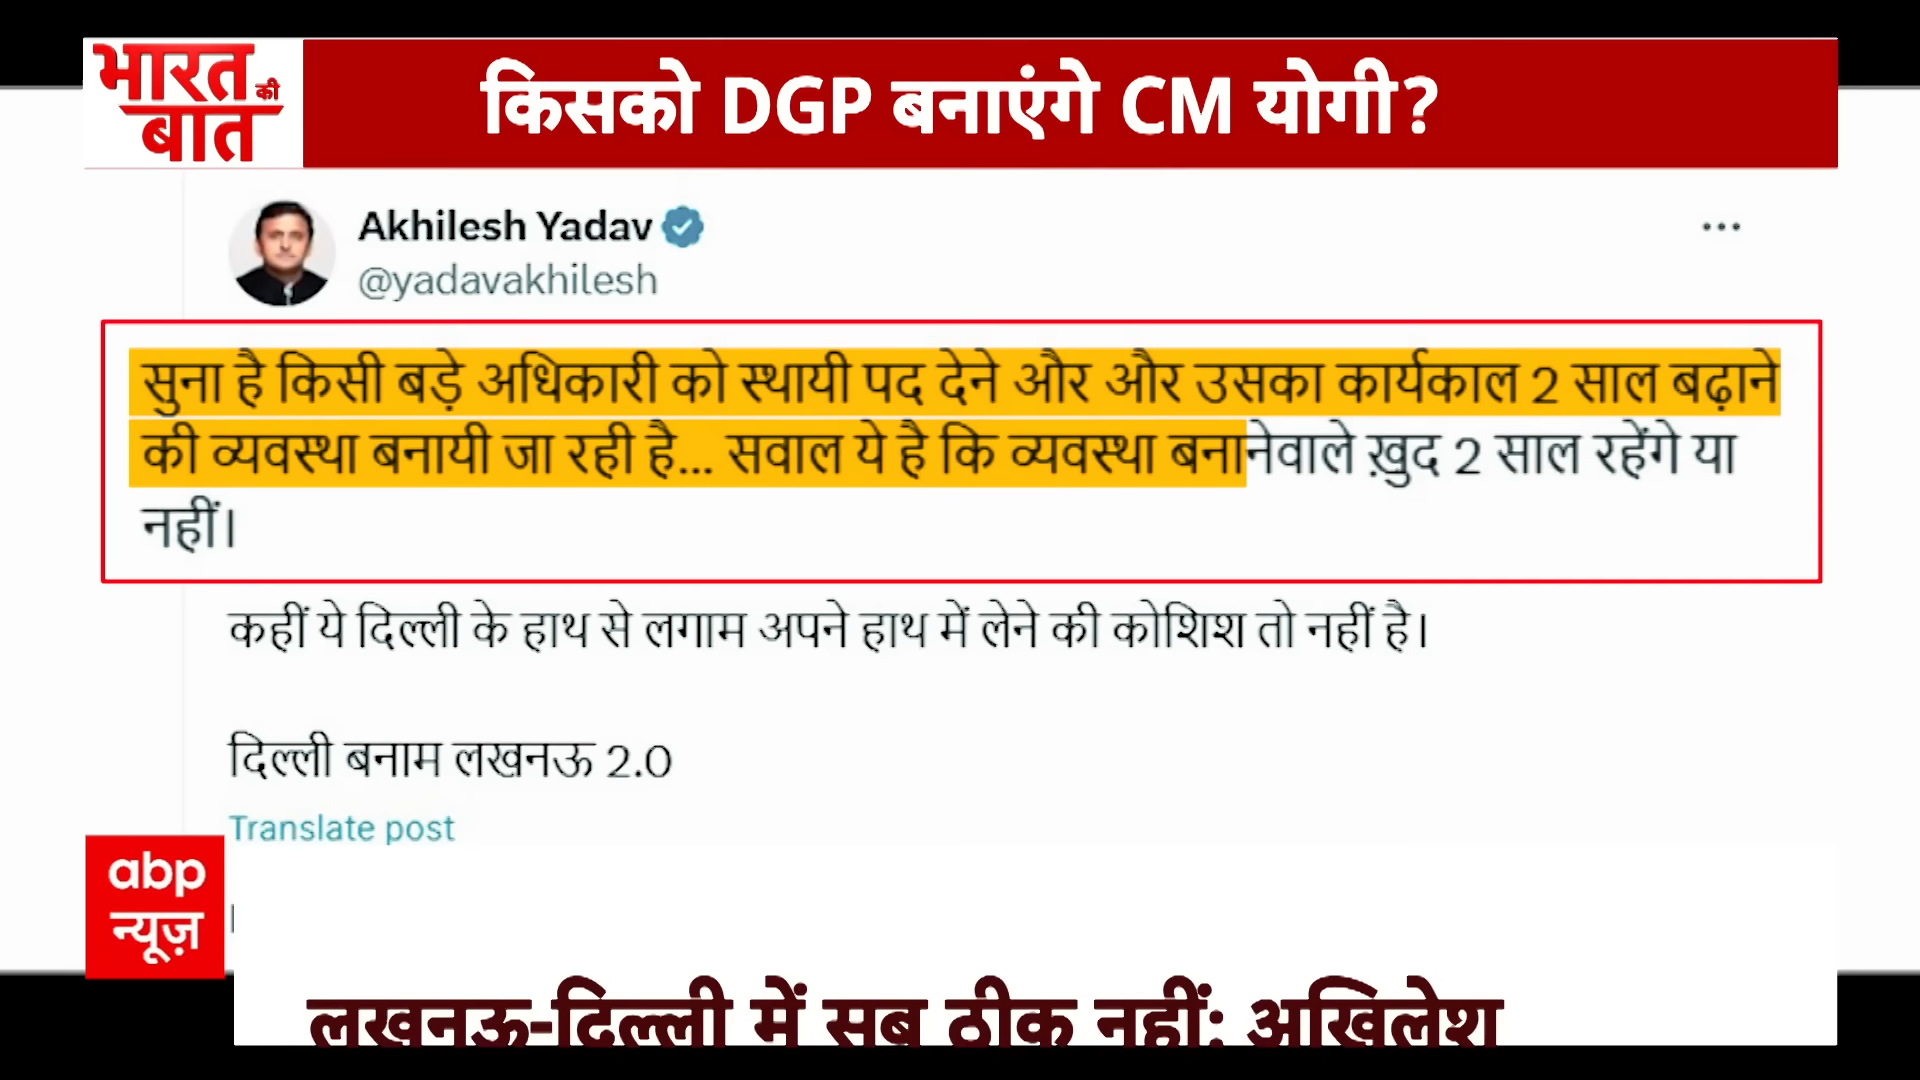 भारत की
बात
किसको DGP बनाएंगे CM योगी?
Akhilesh Yadav
@yadavakhilesh
सुना है किसी बड़े अधिकारी को स्थायी पद देने और और उसका कार्यकाल 2 साल बढ़ाने
की व्यवस्था बनायी जा रही है... सवाल ये है कि व्यवस्था बनानेवाले ख़ुद 2 साल रहेंगे या
नहीं।
कहीं ये दिल्ली के हाथ से लगाम अपने हाथ में लेने की कोशिश तो नहीं है।
दिल्ली बनाम लखनऊ 2.0
Translate post
abp
न्यूज़
लखनऊ-दिल्ली में सब ठीक नहीं: अखिलेश